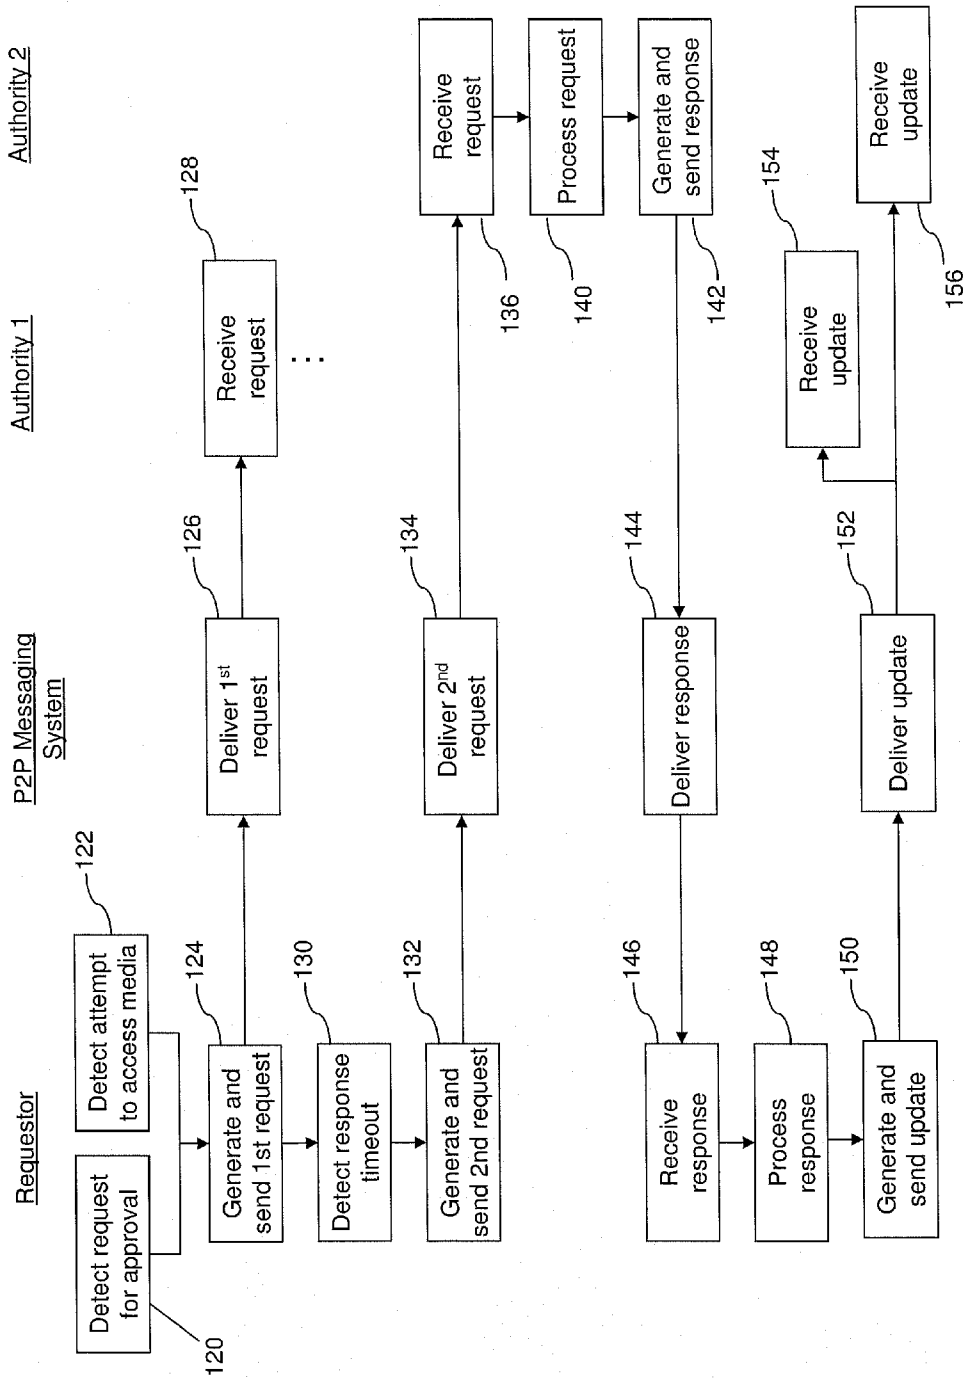 Requestor
P2P Messaging
System
Authority 1
Authority 2
Detect request
for approval
120
Detect attempt
to access media
122
Generate and
send 1st request
124
Deliver 1st
request
126
Receive
request
128
...
Detect response
timeout
130
Generate and
send 2nd request
132
Deliver 2nd
request
134
Receive
request
136
Process request
140
Generate and
send response
142
Deliver response
144
Receive
response
146
Process
response
148
Generate and
send update
150
Deliver update
152
Receive
update
154
Receive
update
156